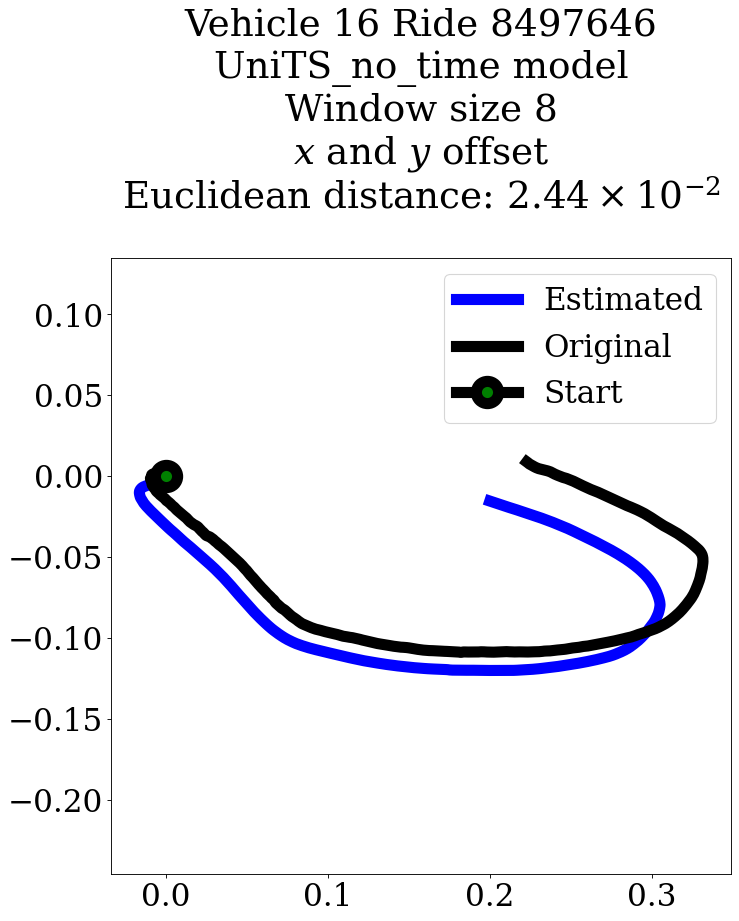 Vehicle 16 Ride 8497646
UniTS_no_time model
Window size 8
x and y offset
Euclidean distance: 2.44 × 10⁻²
Estimated
Original
Start
0.10
0.05
0.00
−0.05
−0.10
−0.15
−0.20
0.0 0.1 0.2 0.3